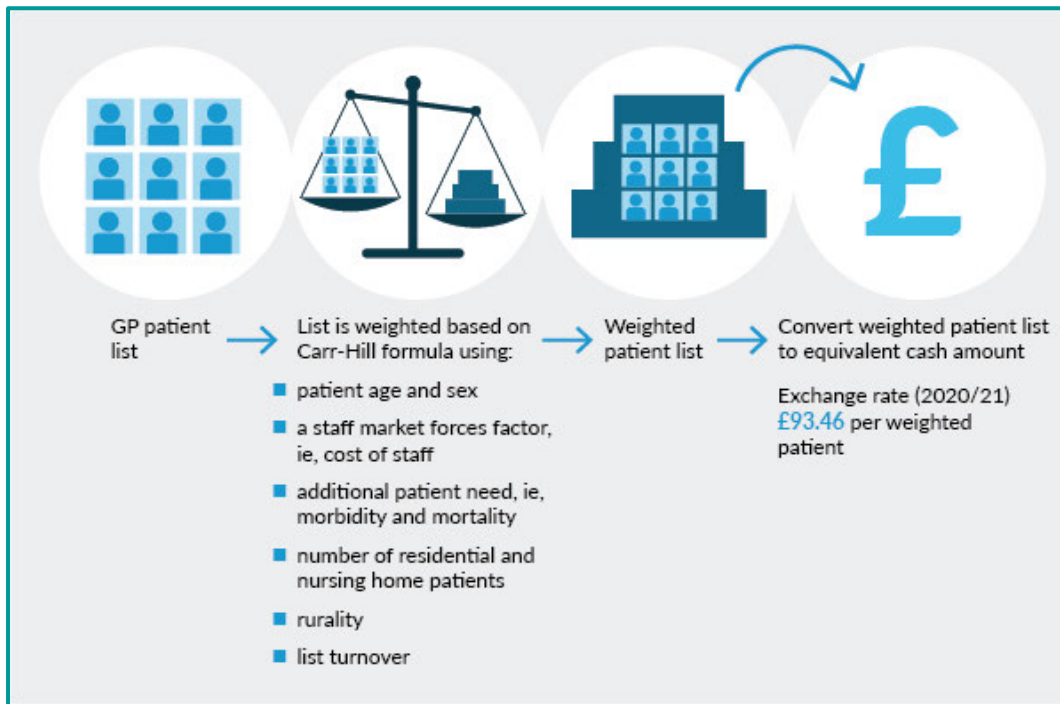 GP patient
list
List is weighted based on
Carr-Hill formula using:
patient age and sex
a staff market forces factor,
ie, cost of staff
additional patient need, ie,
morbidity and mortality
number of residential and
nursing home patients
rurality
list turnover
Weighted
patient list
£
Convert weighted patient list
to equivalent cash amount
Exchange rate (2020/21)
£93.46 per weighted
patient